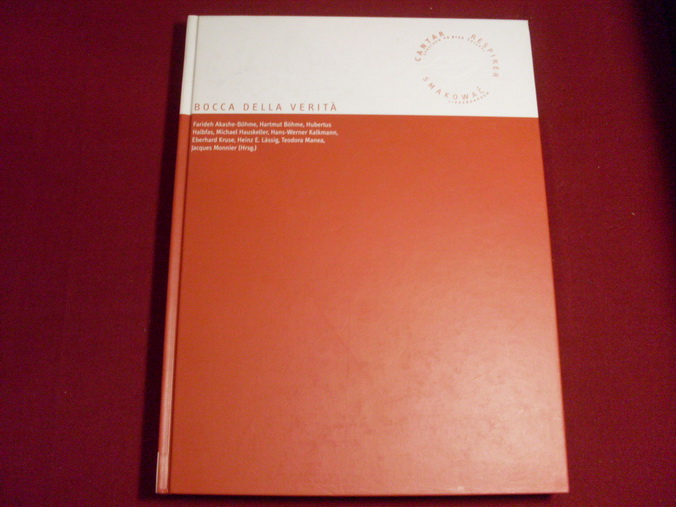 CANTAR
RESPIRER
SMAKOWAĆ
BOCCA DELLA VERITÀ
Farideh Akashe-Böhme, Hartmut Böhme, Hubertus
Halbfas, Michael Hauskeller, Hans-Werner Kalkmann,
Eberhard Kruse, Heinz E. Lässig, Teodora Manea,
Jacques Monnier (Hrsg.)